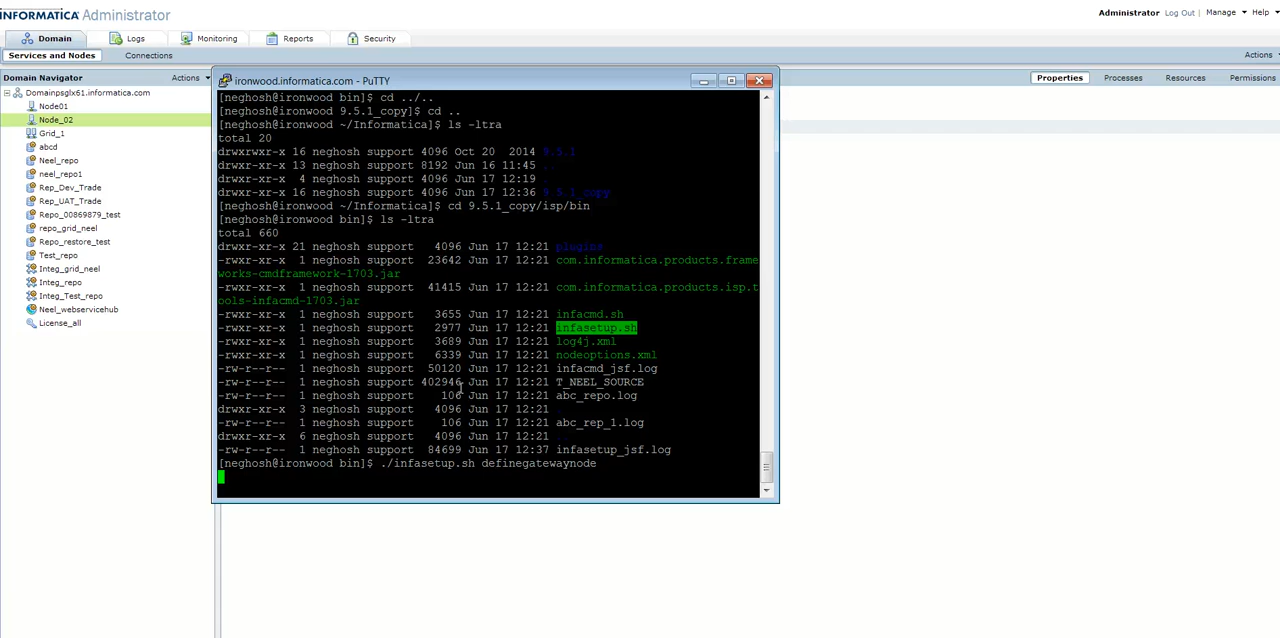 INFORMATICA Administrator
Administrator Log Out Manage Help
Domain Logs Monitoring Reports Security
Services and Nodes Connections Actions
Domain Navigator Actions
Properties Processes Resources Permissions
Domainpsglx61.informatica.com
Node01
Node_02
Grid_1
abcd
Neel_repo
neel_repo1
Rep_Dev_Trade
Rep_UAT_Trade
Repo_00869879_test
repo_grid_neel
Repo_restore_test
Test_repo
Integ_grid_neel
Integ_repo
Integ_Test_repo
Neel_webservicehub
License_all
ironwood.informatica.com - PuTTY
[neghosh@ironwood bin]$ cd ../..
[neghosh@ironwood 9.5.1_copy]$ cd ..
[neghosh@ironwood ~/Informatica]$ ls -ltra
total 20
drwxrwxr-x 16 neghosh support 4096 Oct 20 2014 9.5.1
drwxr-xr-x 13 neghosh support 8192 Jun 16 11:45 ..
drwxr-xr-x 4 neghosh support 4096 Jun 17 12:19 .
drwxr-xr-x 16 neghosh support 4096 Jun 17 12:36 9.5.1_copy
[neghosh@ironwood ~/Informatica]$ cd 9.5.1_copy/isp/bin
[neghosh@ironwood bin]$ ls -ltra
total 660
drwxr-xr-x 21 neghosh support 4096 Jun 17 12:21 plugins
-rwxr-xr-x 1 neghosh support 23642 Jun 17 12:21 com.informatica.products.frame
works-cmdframework-1703.jar
-rwxr-xr-x 1 neghosh support 41415 Jun 17 12:21 com.informatica.products.isp.t
ools-infacmd-1703.jar
-rwxr-xr-x 1 neghosh support 3655 Jun 17 12:21 infacmd.sh
-rwxr-xr-x 1 neghosh support 2977 Jun 17 12:21 infasetup.sh
-rwxr-xr-x 1 neghosh support 3689 Jun 17 12:21 log4j.xml
-rwxr-xr-x 1 neghosh support 6339 Jun 17 12:21 nodeoptions.xml
-rw-r--r-- 1 neghosh support 50120 Jun 17 12:21 infacmd_jsf.log
-rw-r--r-- 1 neghosh support 402946 Jun 17 12:21 T_NEEL_SOURCE
-rw-r--r-- 1 neghosh support 106 Jun 17 12:21 abc_repo.log
drwxr-xr-x 3 neghosh support 4096 Jun 17 12:21
-rw-r--r-- 1 neghosh support 106 Jun 17 12:21 abc_rep_1.log
drwxr-xr-x 6 neghosh support 4096 Jun 17 12:21
-rw-r--r-- 1 neghosh support 84699 Jun 17 12:37 infasetup_jsf.log
[neghosh@ironwood bin]$ ./infasetup.sh definegatewaynode